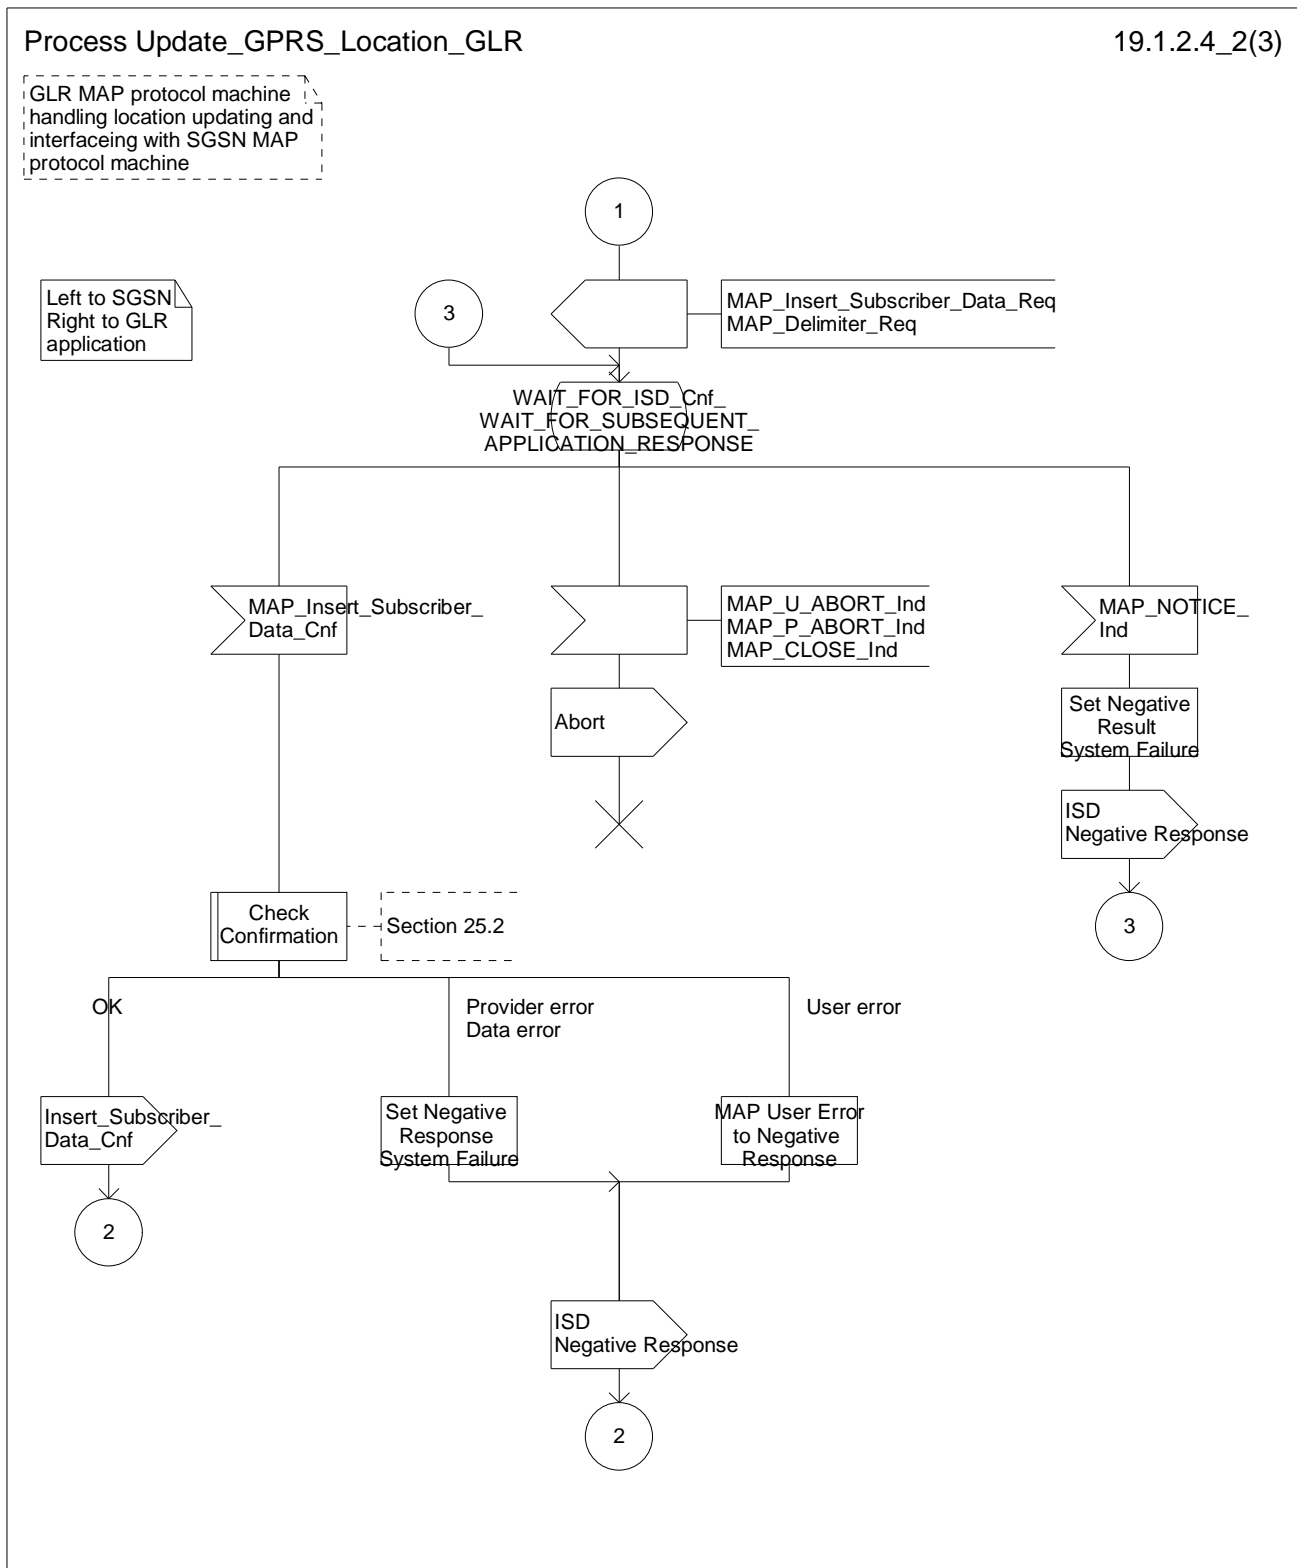 Process Update_GPRS_Location_GLR
19.1.2.4_2(3)
GLR MAP protocol machine
handling location updating and
interfaceing with SGSN MAP
protocol machine
1
Left to SGSN
Right to GLR
application
3
MAP_Insert_Subscriber_Data_Req
MAP_Delimiter_Req
WAIT_FOR_ISD_Cnf_
WAIT_FOR_SUBSEQUENT_
APPLICATION_RESPONSE
MAP_Insert_Subscriber_
Data_Cnf
MAP_U_ABORT_Ind
MAP_P_ABORT_Ind
MAP_CLOSE_Ind
MAP_NOTICE_
Ind
Abort
Set Negative
Result
System Failure
ISD
Negative Response
3
Check
Confirmation
Section 25.2
OK
Provider error
Data error
User error
Insert_Subscriber_
Data_Cnf
Set Negative
Response
System Failure
MAP User Error
to Negative
Response
2
ISD
Negative Response
2